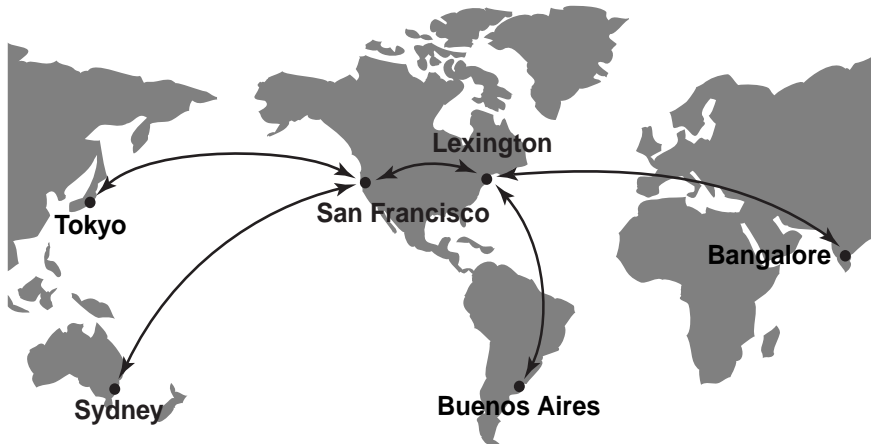 Lexington
San Francisco
Tokyo
Bangalore
Sydney
Buenos Aires